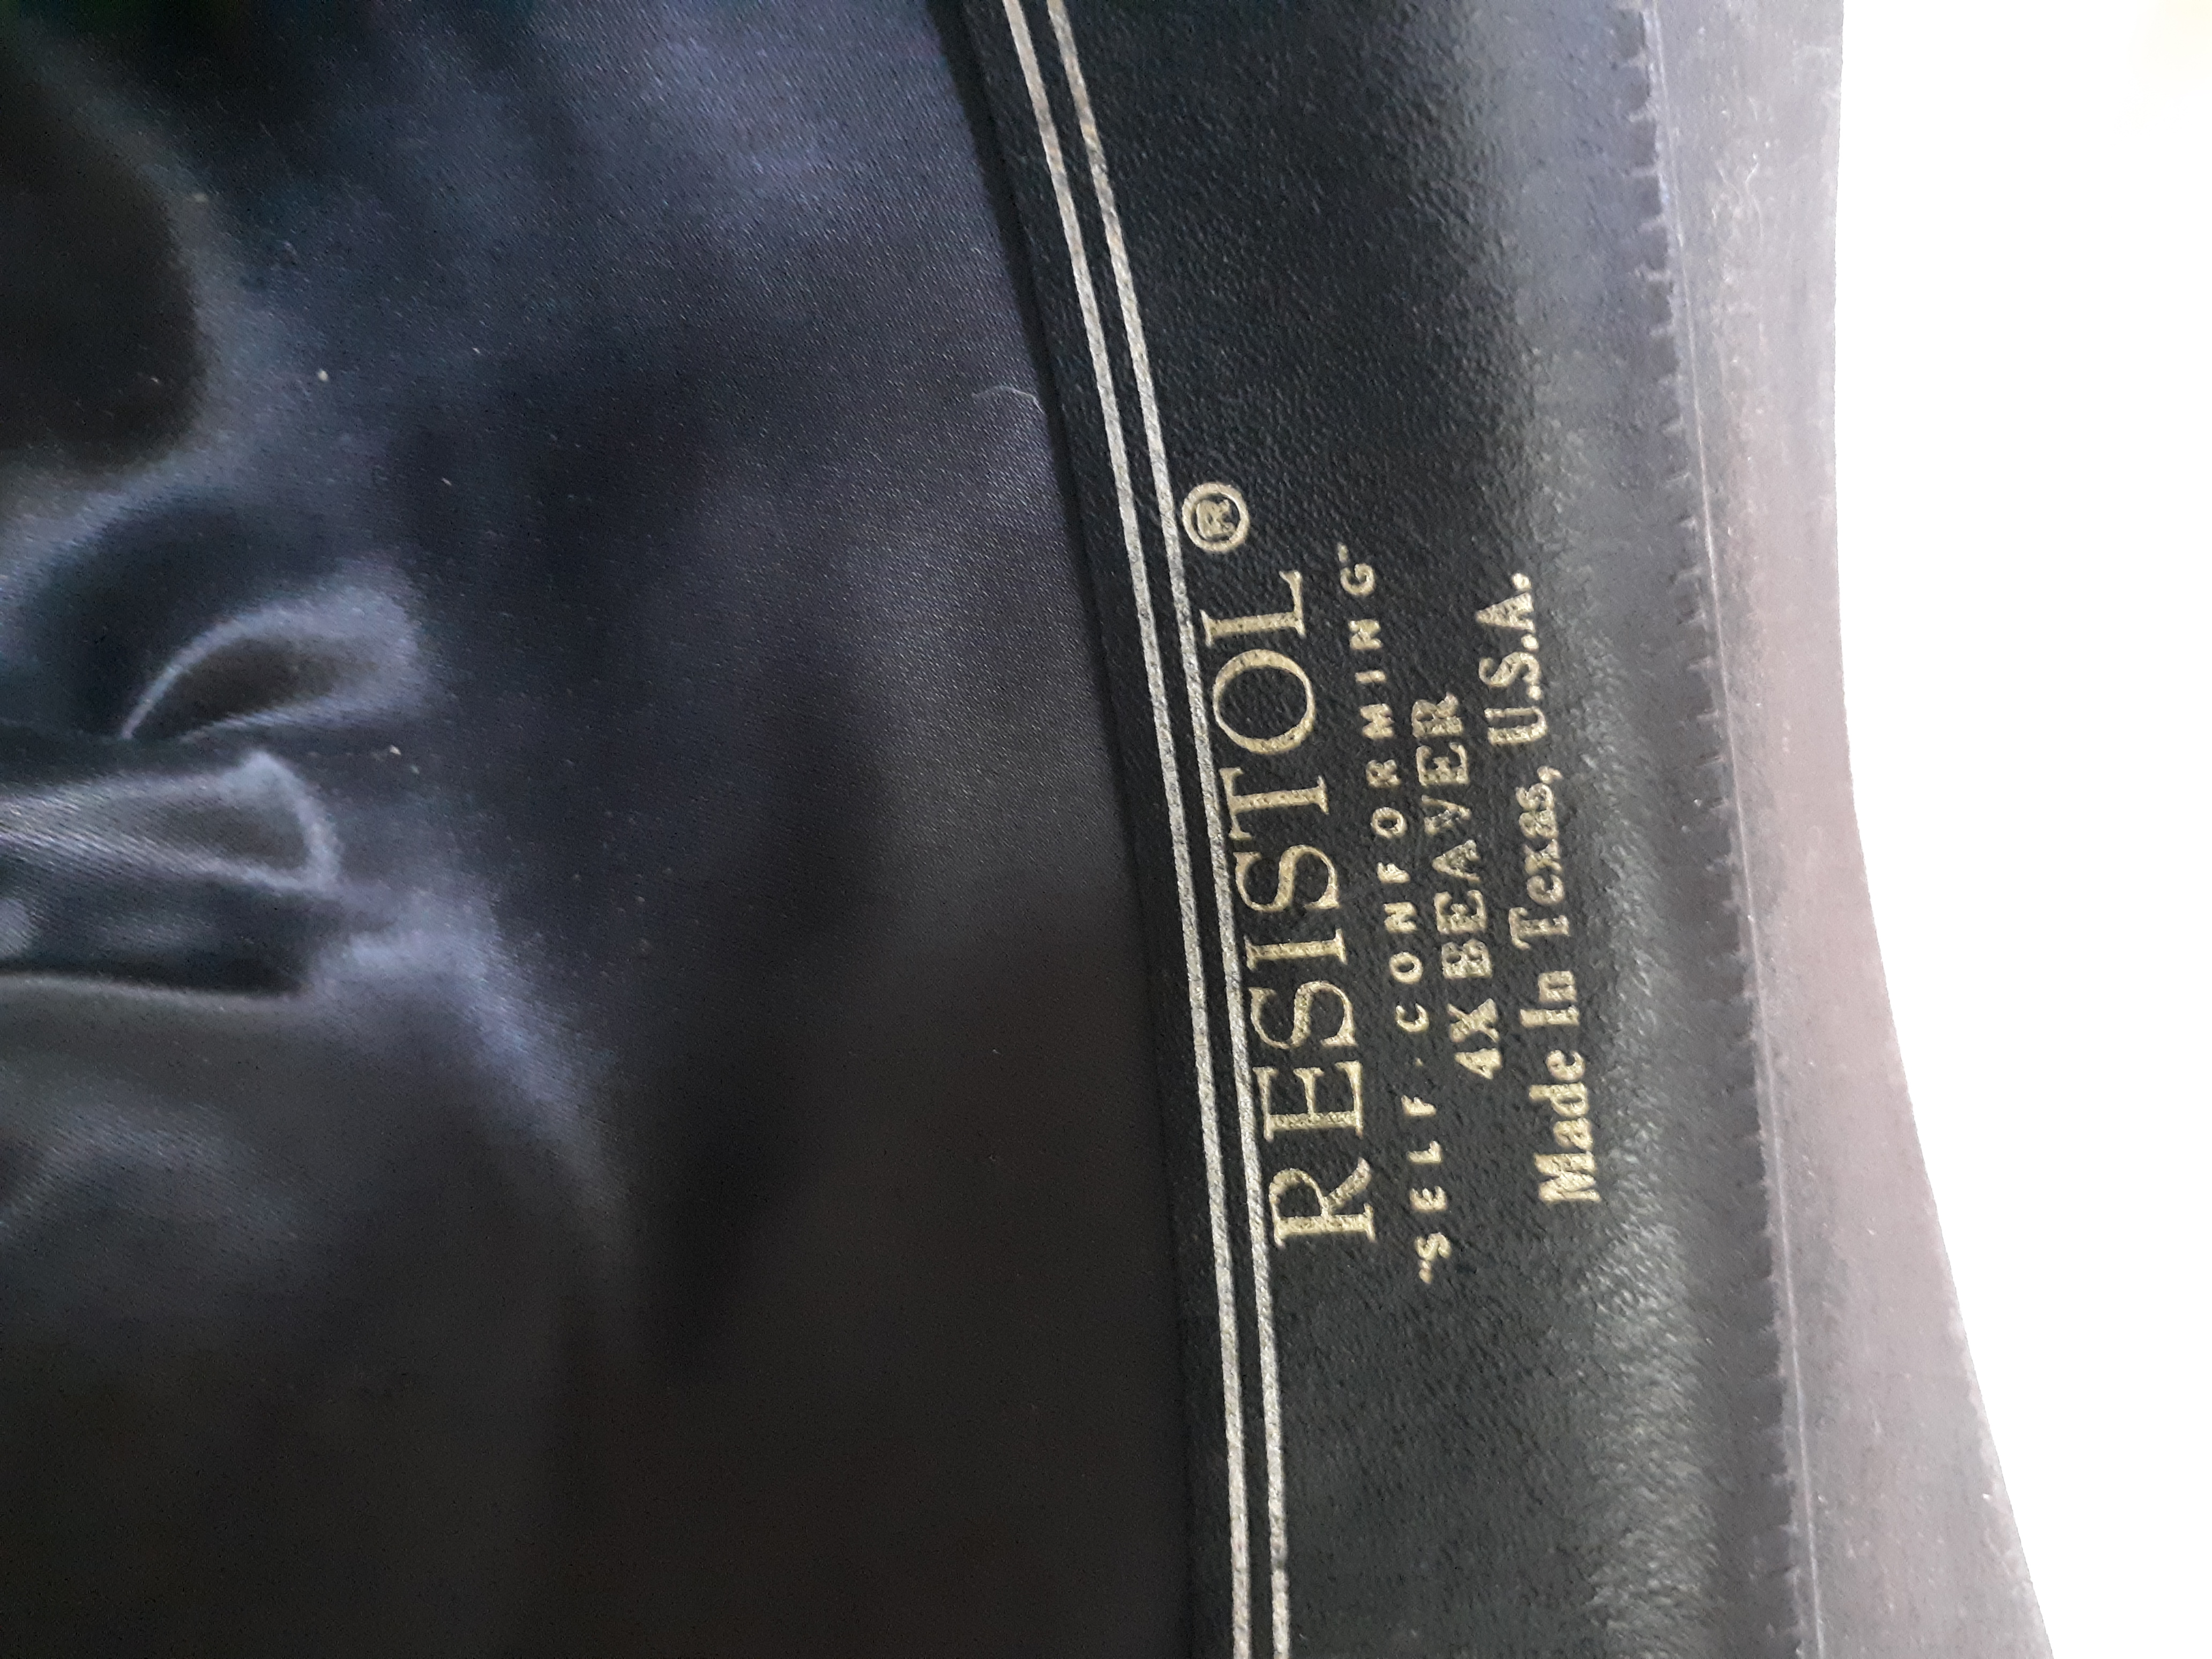 RESISTOL®
"SELF·CONFORMING"
4X BEAVER
Made In Texas, U.S.A.